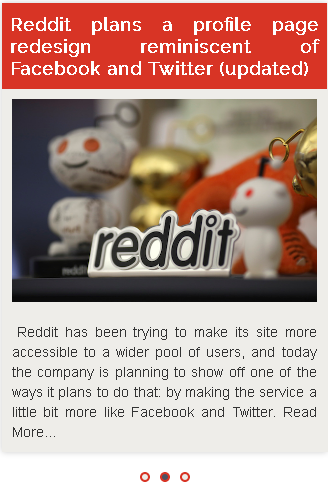 Reddit plans a profile page
redesign reminiscent of
Facebook and Twitter (updated)
reddit
reddit
Reddit has been trying to make its site more
accessible to a wider pool of users, and today
the company is planning to show off one of the
ways it plans to do that: by making the service a
little bit more like Facebook and Twitter. Read
More...